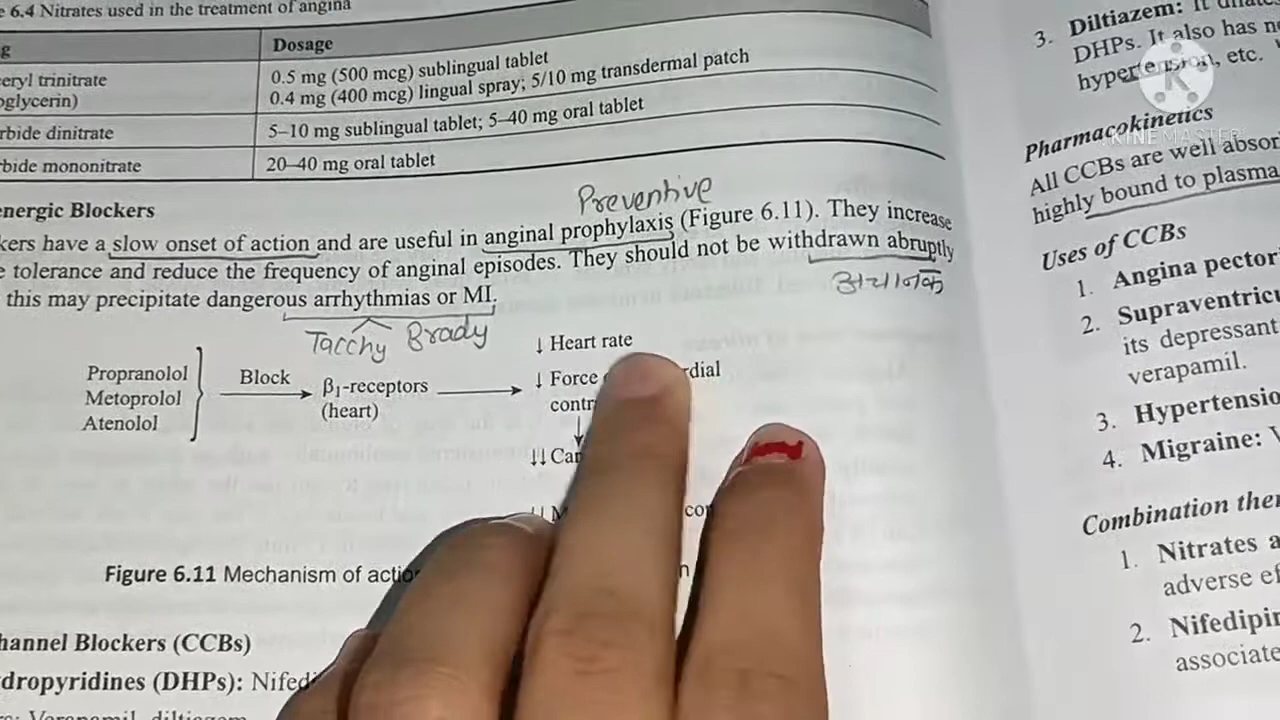 6.4 Nitrates used in the treatment of angina
Dosage
eryl trinitrate
0.5 mg (500 mcg) sublingual tablet
oglycerin)
0.4 mg (400 mcg) lingual spray; 5/10 mg transdermal patch
rbide dinitrate
5–10 mg sublingual tablet; 5–40 mg oral tablet
rbide mononitrate
20–40 mg oral tablet
Preventive
energic Blockers
kers have a slow onset of action and are useful in anginal prophylaxis (Figure 6.11). They increase
e tolerance and reduce the frequency of anginal episodes. They should not be withdrawn abruptly
अचानक
this may precipitate dangerous arrhythmias or MI.
Tacchy Brady
Propranolol
Metoprolol
Atenolol
Block
β1-receptors
(heart)
↓ Heart rate
↓ Force rdial
contr
↓↓ Car
↓↓ M con
Figure 6.11 Mechanism of actio n
hannel Blockers (CCBs)
dropyridines (DHPs): Nifed
Verapamil, diltiazem
3. Diltiazem: It
DHPs. It also has n
hypertension, etc.
KINEMASTER
Pharmacokinetics
All CCBs are well absor
highly bound to plasma
Uses of CCBs
1. Angina pector
2. Supraventricu
its depressant
verapamil.
3. Hypertensio
4. Migraine: V
Combination ther
1. Nitrates a
adverse ef
2. Nifedipin
associate